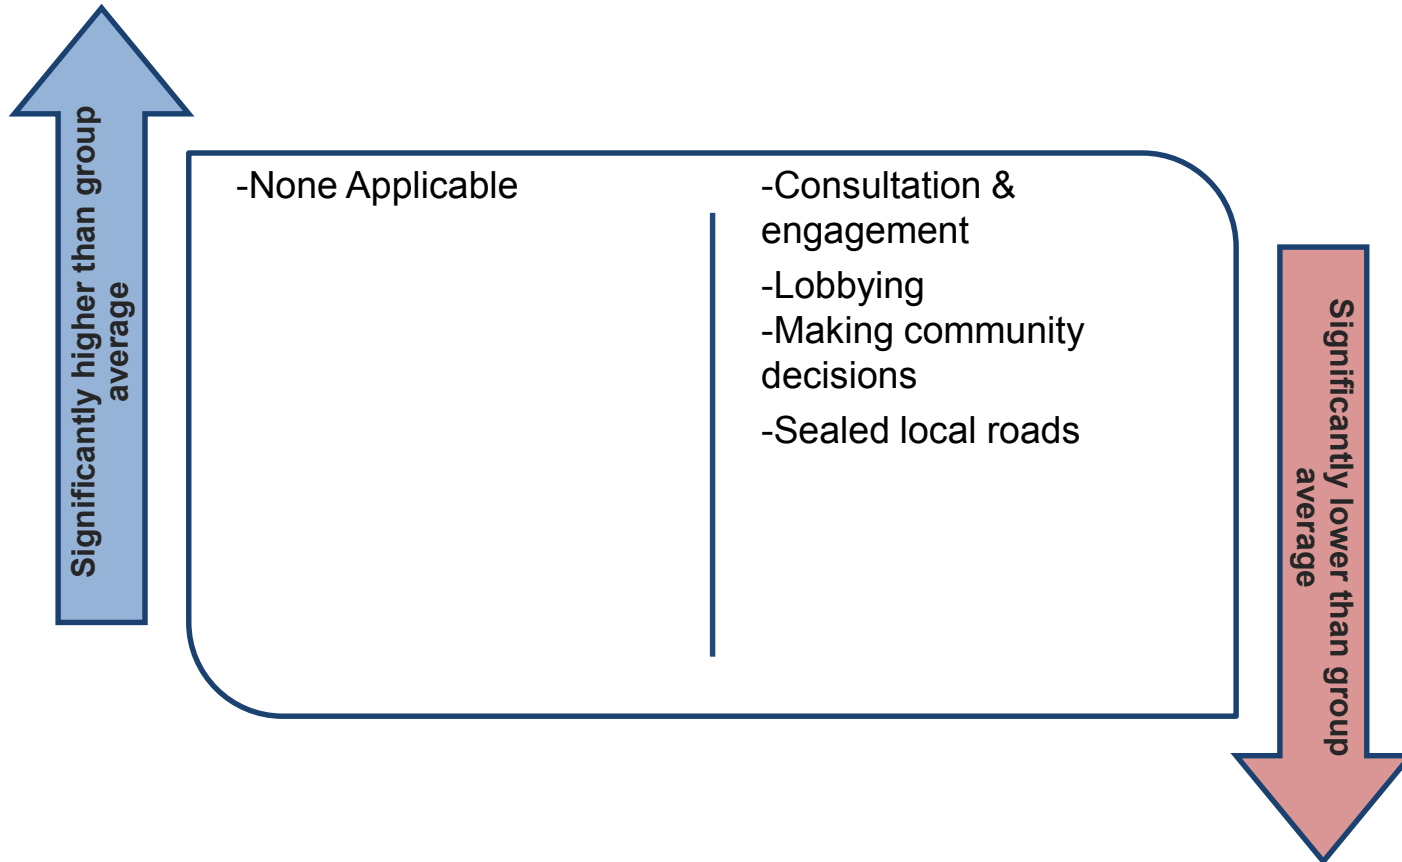 Significantly higher than group
average
-None Applicable
-Consultation &
engagement
-Lobbying
-Making community
decisions
-Sealed local roads
Significantly lower than group
average